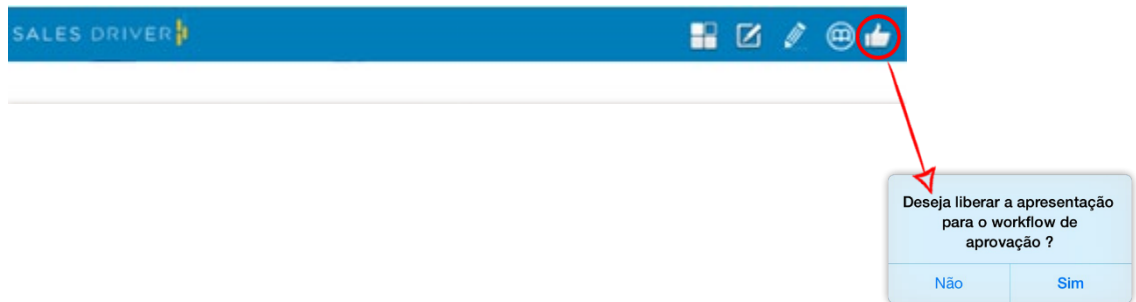 SALES DRIVER
Deseja liberar a apresentação
para o workflow de
aprovação ?
Não
Sim